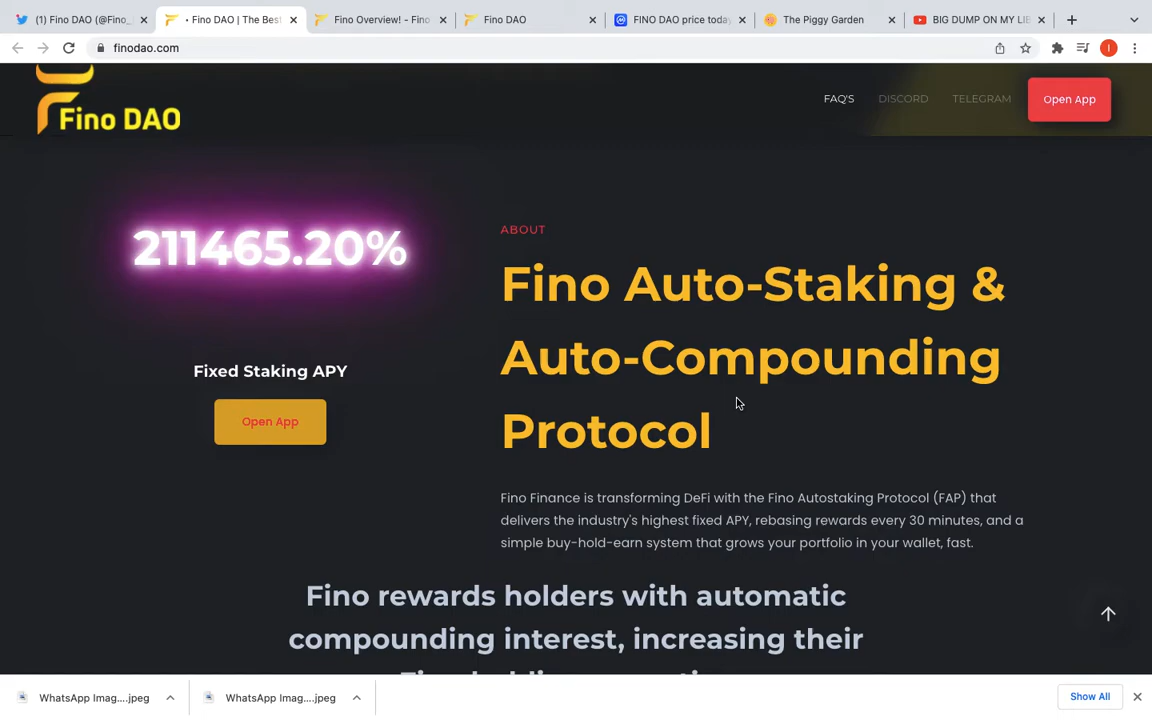 (1) Fino DAO (@Fino_
• Fino DAO | The Best
Fino Overview! - Fino
Fino DAO
FINO DAO price today
The Piggy Garden
BIG DUMP ON MY LIB
finodao.com
I
Fino DAO
FAQ'S
DISCORD
TELEGRAM
Open App
211465.20%
Fixed Staking APY
Open App
ABOUT
Fino Auto-Staking &
Auto-Compounding
Protocol
Fino Finance is transforming DeFi with the Fino Autostaking Protocol (FAP) that
delivers the industry's highest fixed APY, rebasing rewards every 30 minutes, and a
simple buy-hold-earn system that grows your portfolio in your wallet, fast.
Fino rewards holders with automatic
compounding interest, increasing their
WhatsApp Imag....jpeg
WhatsApp Imag....jpeg
Show All